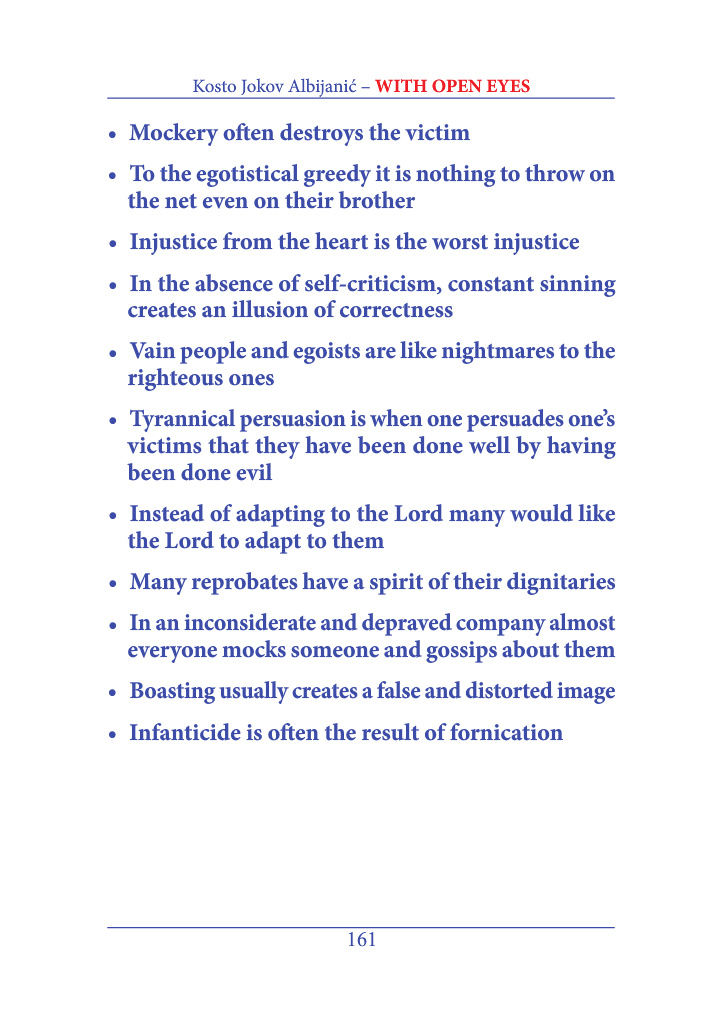 Kosto Jokov Albijanić – WITH OPEN EYES
• Mockery often destroys the victim
• To the egotistical greedy it is nothing to throw on
the net even on their brother
• Injustice from the heart is the worst injustice
• In the absence of self-criticism, constant sinning
creates an illusion of correctness
• Vain people and egoists are like nightmares to the
righteous ones
• Tyrannical persuasion is when one persuades one’s
victims that they have been done well by having
been done evil
• Instead of adapting to the Lord many would like
the Lord to adapt to them
• Many reprobates have a spirit of their dignitaries
• In an inconsiderate and depraved company almost
everyone mocks someone and gossips about them
• Boasting usually creates a false and distorted image
• Infanticide is often the result of fornication
161